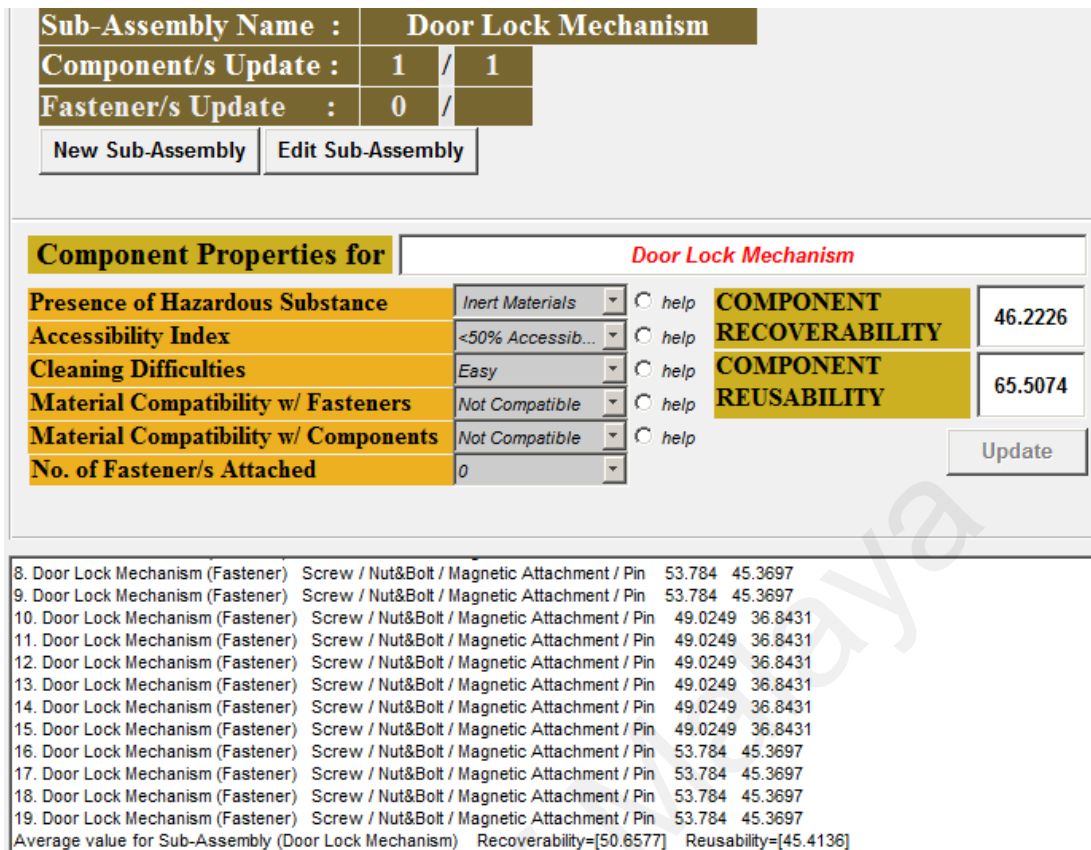 Sub-Assembly Name : Door Lock Mechanism
Component/s Update : 1 / 1
Fastener/s Update : 0 /
New Sub-Assembly Edit Sub-Assembly
Component Properties for Door Lock Mechanism
Presence of Hazardous Substance Inert Materials help COMPONENT RECOVERABILITY 46.2226
Accessibility Index <50% Accessib... help
Cleaning Difficulties Easy help COMPONENT REUSABILITY 65.5074
Material Compatibility w/ Fasteners Not Compatible help
Material Compatibility w/ Components Not Compatible help
No. of Fastener/s Attached 0
Update
8. Door Lock Mechanism (Fastener) Screw / Nut&Bolt / Magnetic Attachment / Pin 53.784 45.3697
9. Door Lock Mechanism (Fastener) Screw / Nut&Bolt / Magnetic Attachment / Pin 53.784 45.3697
10. Door Lock Mechanism (Fastener) Screw / Nut&Bolt / Magnetic Attachment / Pin 49.0249 36.8431
11. Door Lock Mechanism (Fastener) Screw / Nut&Bolt / Magnetic Attachment / Pin 49.0249 36.8431
12. Door Lock Mechanism (Fastener) Screw / Nut&Bolt / Magnetic Attachment / Pin 49.0249 36.8431
13. Door Lock Mechanism (Fastener) Screw / Nut&Bolt / Magnetic Attachment / Pin 49.0249 36.8431
14. Door Lock Mechanism (Fastener) Screw / Nut&Bolt / Magnetic Attachment / Pin 49.0249 36.8431
15. Door Lock Mechanism (Fastener) Screw / Nut&Bolt / Magnetic Attachment / Pin 49.0249 36.8431
16. Door Lock Mechanism (Fastener) Screw / Nut&Bolt / Magnetic Attachment / Pin 53.784 45.3697
17. Door Lock Mechanism (Fastener) Screw / Nut&Bolt / Magnetic Attachment / Pin 53.784 45.3697
18. Door Lock Mechanism (Fastener) Screw / Nut&Bolt / Magnetic Attachment / Pin 53.784 45.3697
19. Door Lock Mechanism (Fastener) Screw / Nut&Bolt / Magnetic Attachment / Pin 53.784 45.3697
Average value for Sub-Assembly (Door Lock Mechanism) Recoverability=[50.6577] Reusability=[45.4136]
Malaya